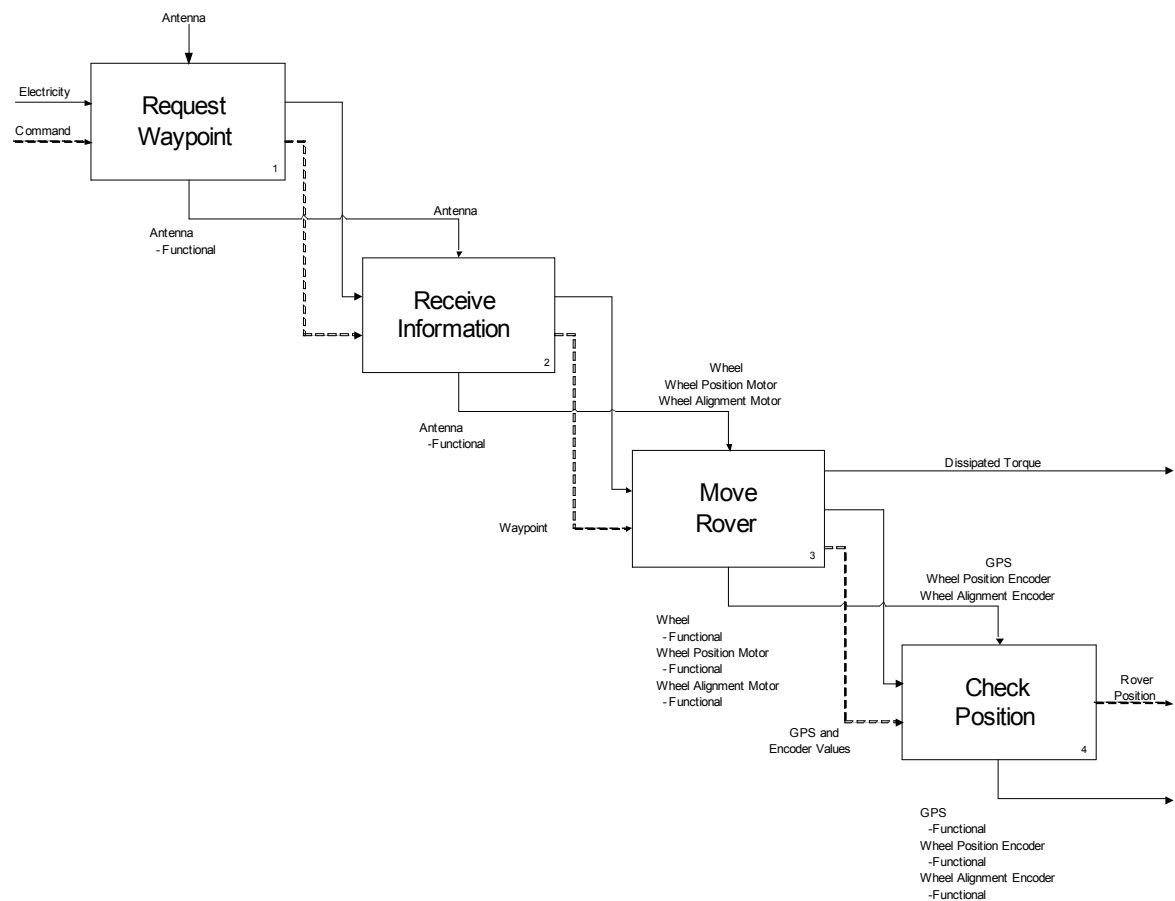 Antenna
Electricity
Command
Request
Waypoint
1
Antenna
- Functional
Antenna
Receive
Information
2
Antenna
-Functional
Wheel
Wheel Position Motor
Wheel Alignment Motor
Waypoint
Move
Rover
3
Dissipated Torque
Wheel
- Functional
Wheel Position Motor
- Functional
Wheel Alignment Motor
- Functional
GPS
Wheel Position Encoder
Wheel Alignment Encoder
GPS and
Encoder Values
Check
Position
4
Rover
Position
GPS
-Functional
Wheel Position Encoder
-Functional
Wheel Alignment Encoder
-Functional